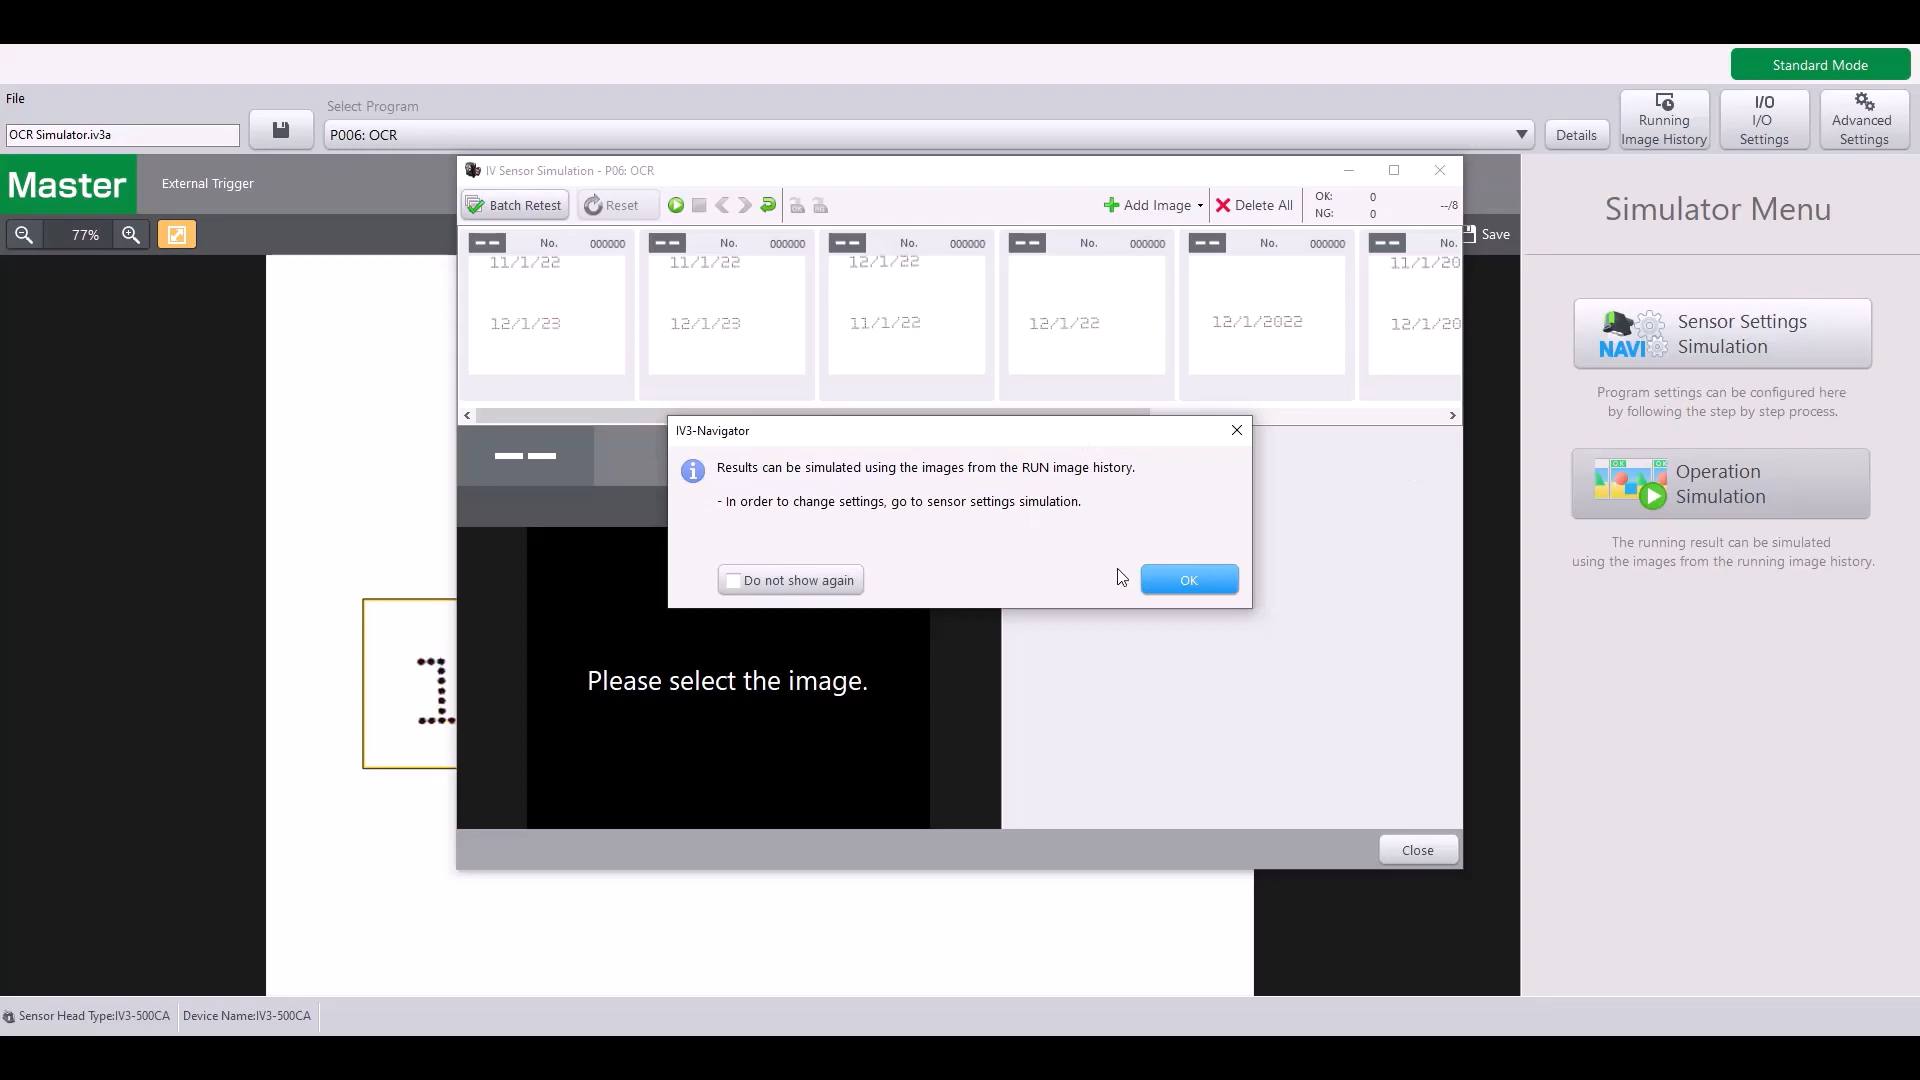 Standard Mode
File
Select Program
OCR Simulator.iv3a
P006: OCR
Details
Running
Image History
I/O
I/O
Settings
Advanced
Settings
Master
External Trigger
77%
IV Sensor Simulation - P06: OCR
Batch Retest
Reset
Add Image
Delete All
OK: 0
NG: 0
--/8
Save
-- No. 000000
-- No. 000000
-- No. 000000
-- No. 000000
-- No. 000000
-- No.
11/1/22
11/1/22
12/1/22
11/1/20
12/1/23
12/1/23
11/1/22
12/1/22
12/1/2022
12/1/20
--
IV3-Navigator
Results can be simulated using the images from the RUN image history.
- In order to change settings, go to sensor settings simulation.
Do not show again
OK
Please select the image.
1
Close
Simulator Menu
NAVI
Sensor Settings
Simulation
Program settings can be configured here
by following the step by step process.
OK
OK
Operation
Simulation
The running result can be simulated
using the images from the running image history.
Sensor Head Type:IV3-500CA
Device Name:IV3-500CA